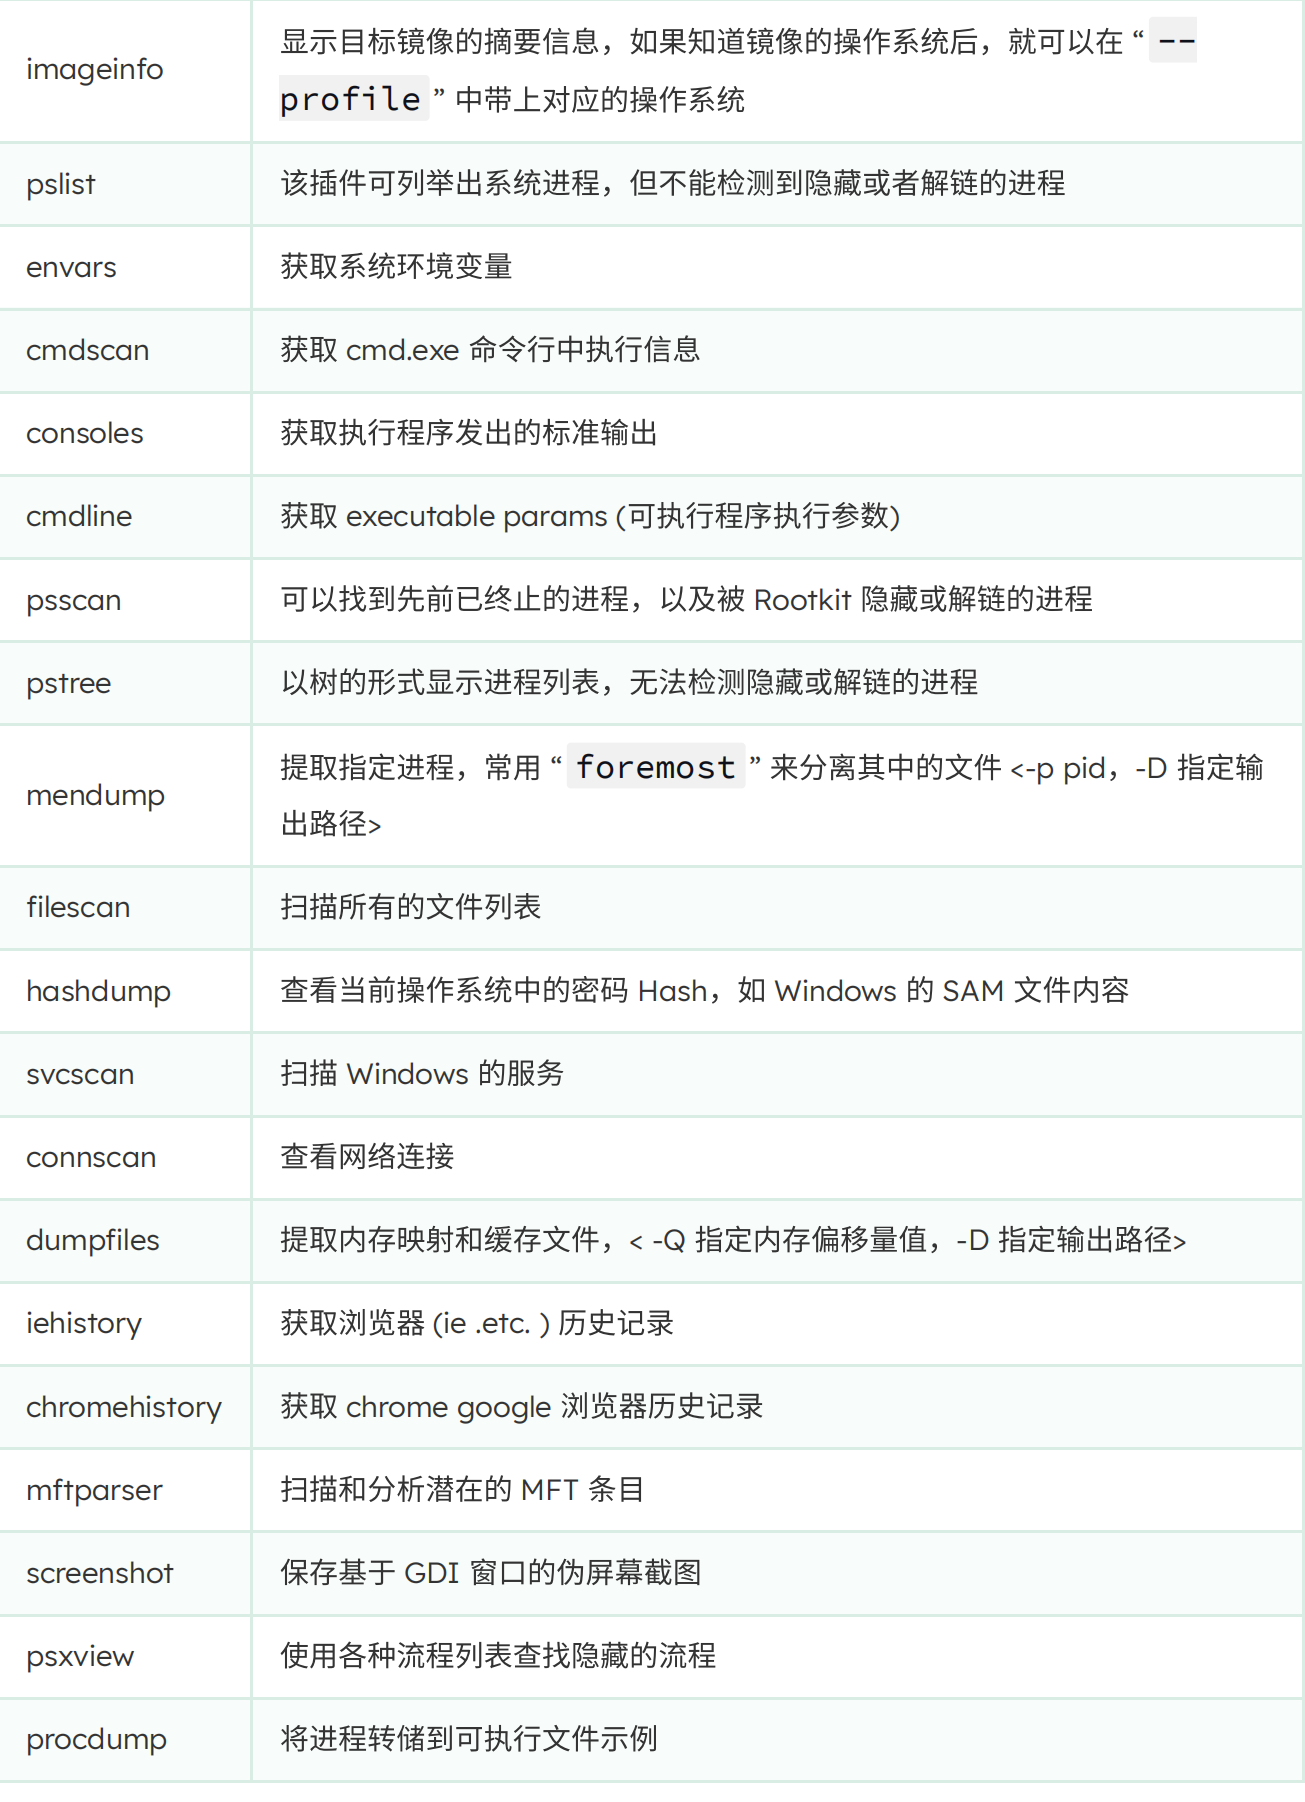 imageinfo
显示目标镜像的摘要信息，如果知道镜像的操作系统后，就可以在 “ --
profile ” 中带上对应的操作系统
pslist
该插件可列举出系统进程，但不能检测到隐藏或者解链的进程
envars
获取系统环境变量
cmdscan
获取 cmd.exe 命令行中执行信息
consoles
获取执行程序发出的标准输出
cmdline
获取 executable params (可执行程序执行参数)
psscan
可以找到先前已终止的进程，以及被 Rootkit 隐藏或解链的进程
pstree
以树的形式显示进程列表，无法检测隐藏或解链的进程
mendump
提取指定进程，常用 “ foremost ” 来分离其中的文件 <-p pid，-D 指定输
出路径>
filescan
扫描所有的文件列表
hashdump
查看当前操作系统中的密码 Hash，如 Windows 的 SAM 文件内容
svcscan
扫描 Windows 的服务
connscan
查看网络连接
dumpfiles
提取内存映射和缓存文件，< -Q 指定内存偏移量值，-D 指定输出路径>
iehistory
获取浏览器 (ie .etc. ) 历史记录
chromehistory
获取 chrome google 浏览器历史记录
mftparser
扫描和分析潜在的 MFT 条目
screenshot
保存基于 GDI 窗口的伪屏幕截图
psxview
使用各种流程列表查找隐藏的流程
procdump
将进程转储到可执行文件示例